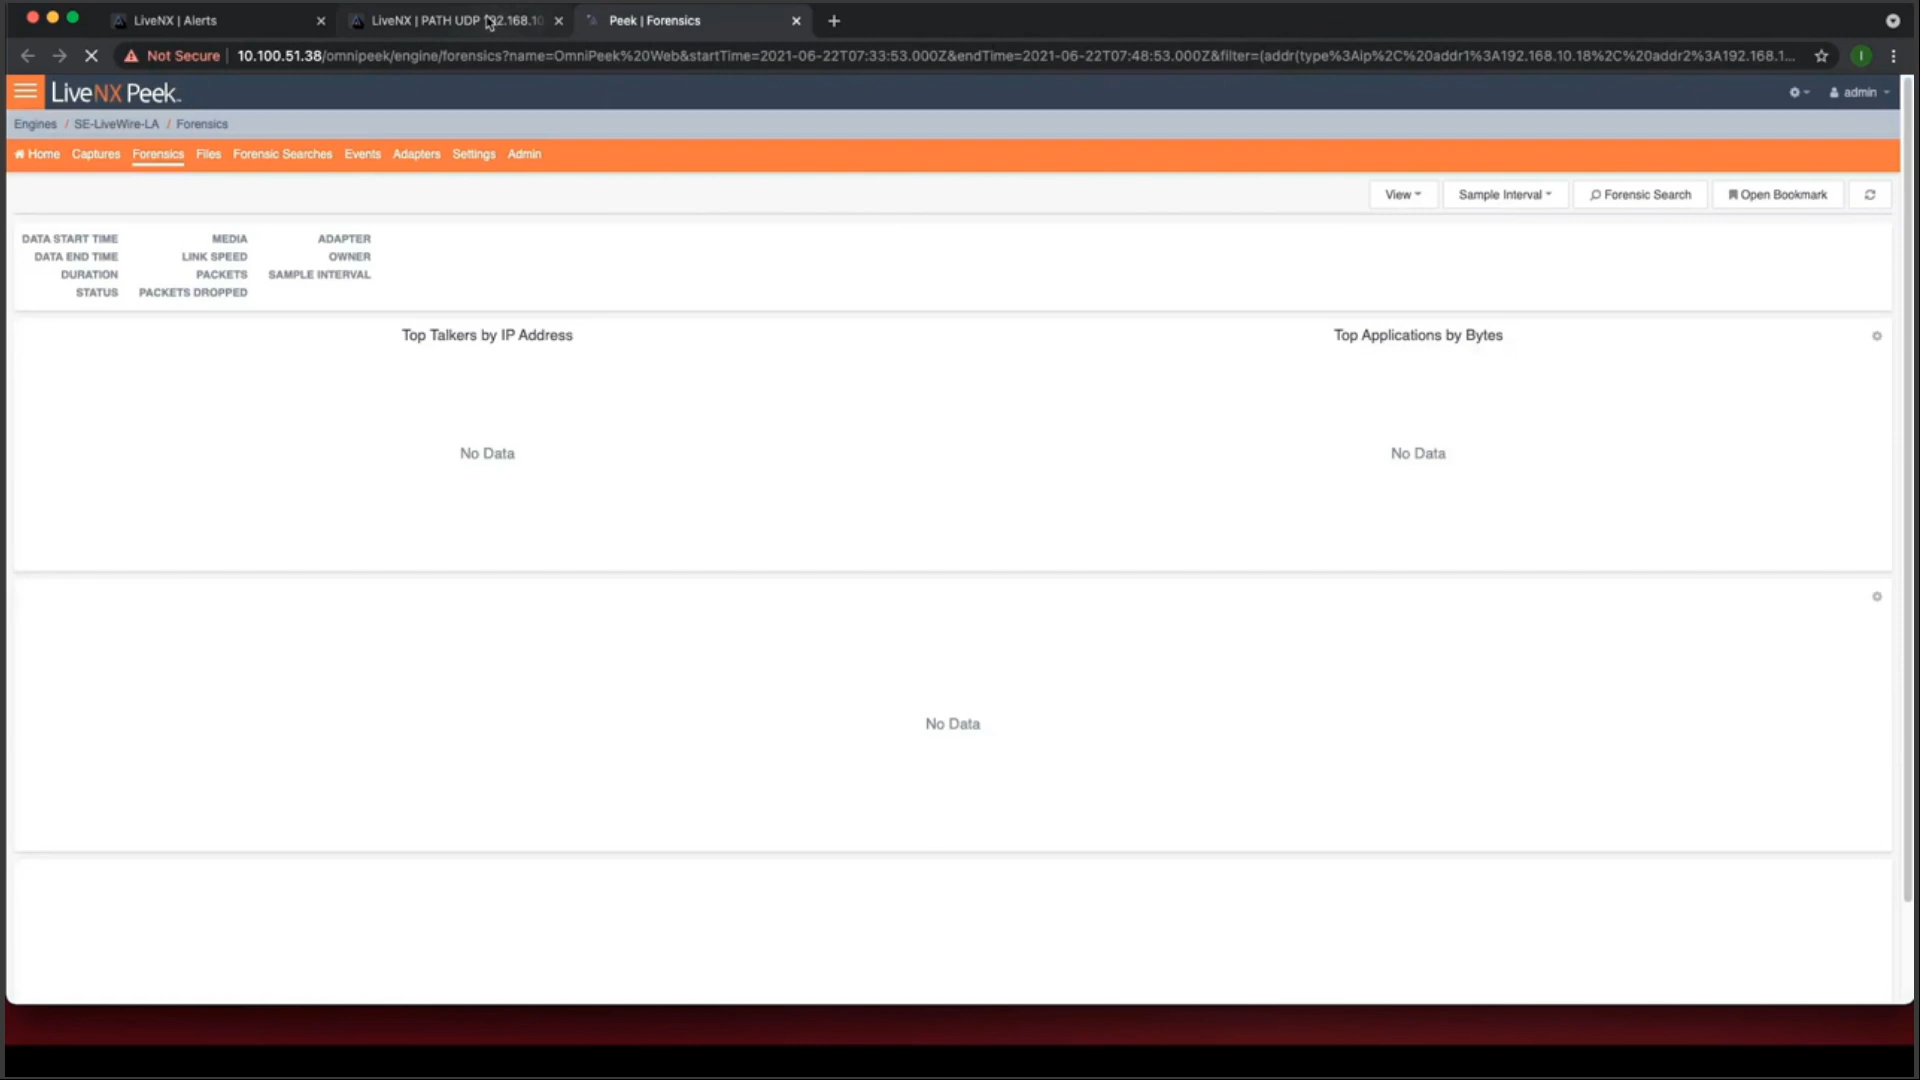 LiveNX | Alerts
LiveNX | PATH UDP 192.168.10
Peek | Forensics
Not Secure
10.100.51.38/omnipeek/engine/forensics?name=OmniPeek%20Web&startTime=2021-06-22T07:33:53.000Z&endTime=2021-06-22T07:48:53.000Z&filter=(addr(type%3Aip%2C%20addr1%3A192.168.10.18%2C%20addr2%3A192.168.1...
I
LiveNX Peek
admin
Engines / SE-LiveWire-LA / Forensics
Home Captures Forensics Files Forensic Searches Events Adapters Settings Admin
View Sample Interval Forensic Search Open Bookmark
DATA START TIME MEDIA ADAPTER
DATA END TIME LINK SPEED OWNER
DURATION PACKETS SAMPLE INTERVAL
STATUS PACKETS DROPPED
Top Talkers by IP Address
Top Applications by Bytes
No Data
No Data
No Data